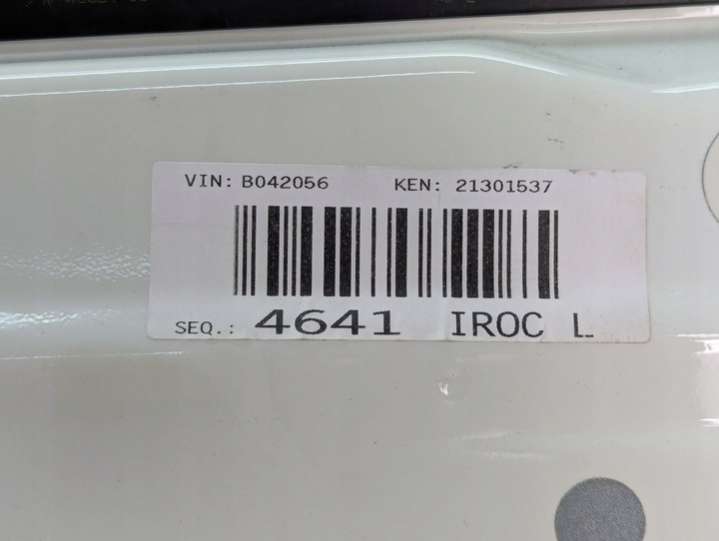 VIN: B042056 KEN: 21301537
SEQ.: 4641 IROC L